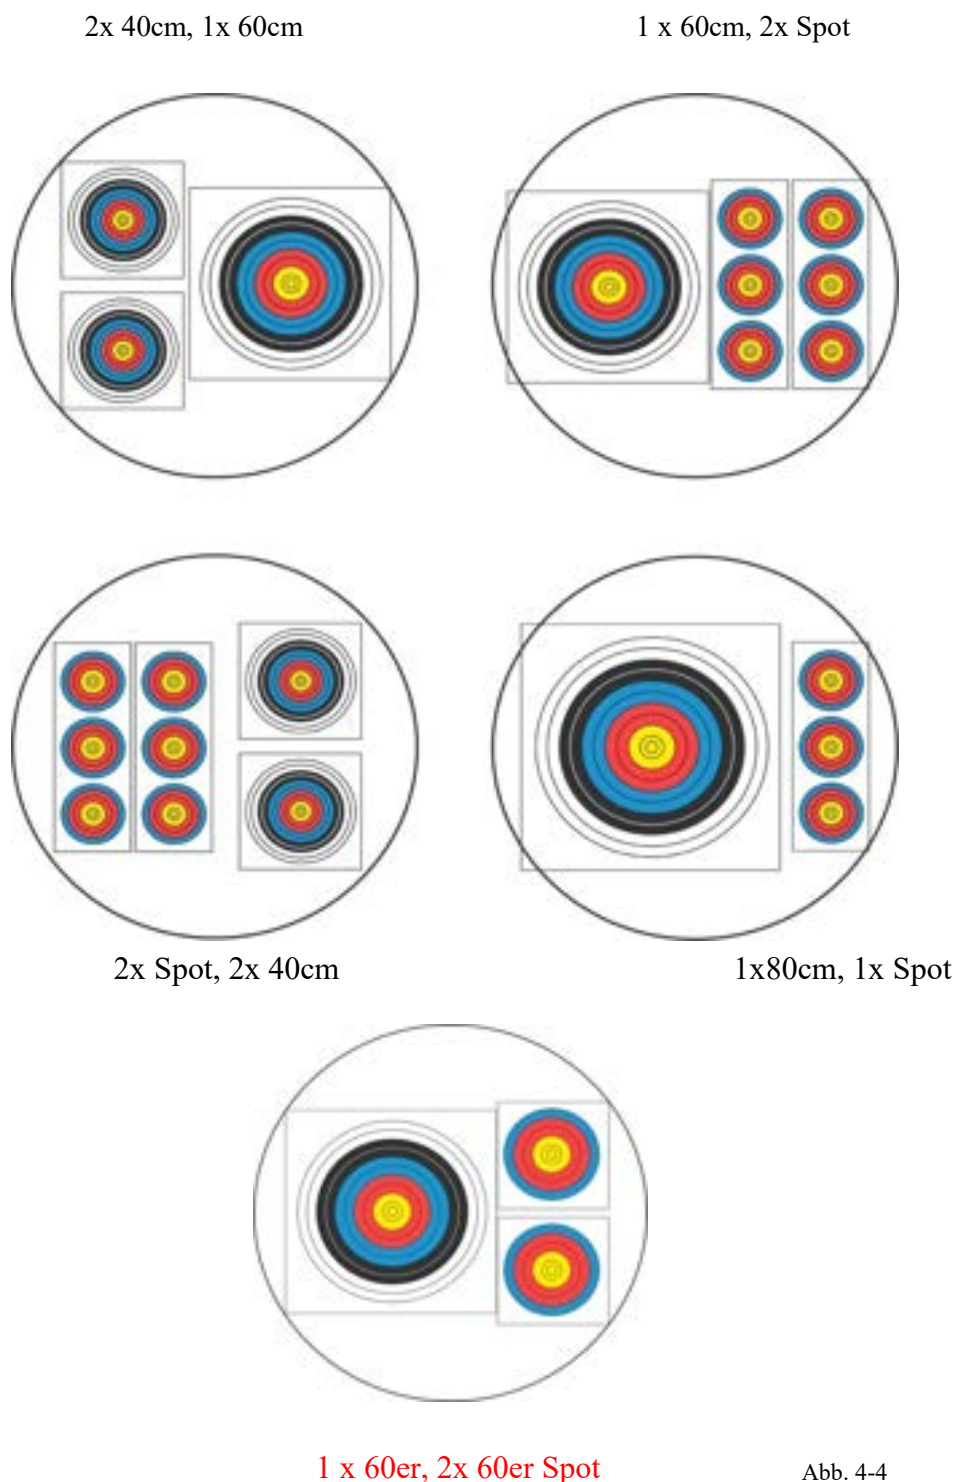 2x 40cm, 1x 60cm
1 x 60cm, 2x Spot
2x Spot, 2x 40cm
1x80cm, 1x Spot
1 x 60er, 2x 60er Spot
Abb. 4-4